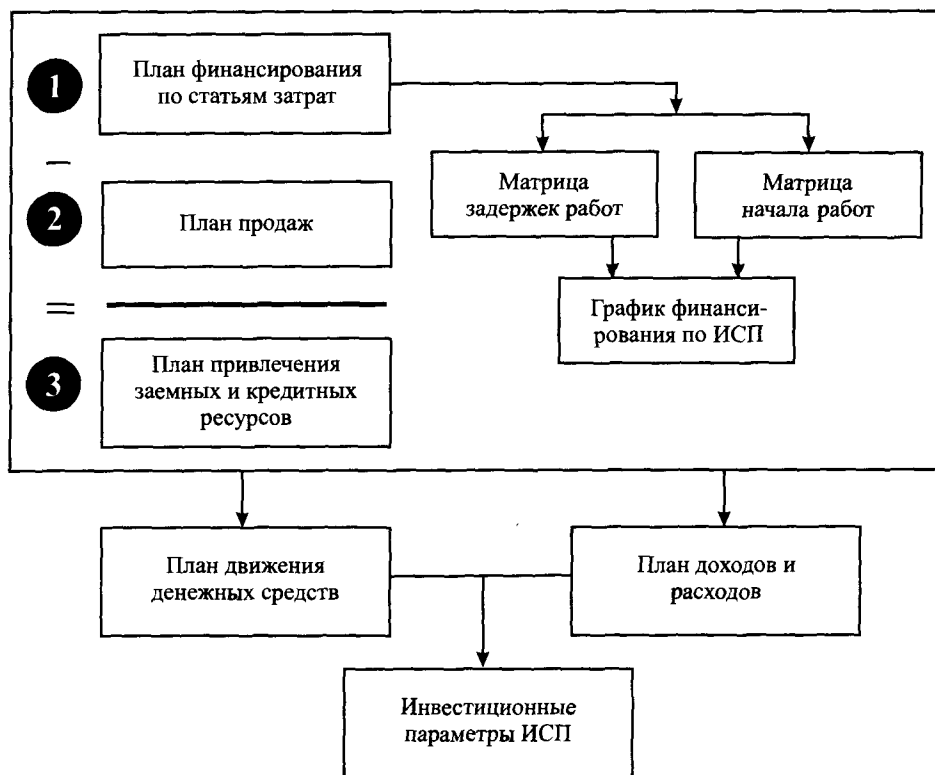 1
План финансирования
по статьям затрат
Матрица
задержек работ
Матрица
начала работ
–
2
План продаж
=
График финанси-
рования по ИСП
3
План привлечения
заемных и кредитных
ресурсов
План движения
денежных средств
План доходов и
расходов
Инвестиционные
параметры ИСП